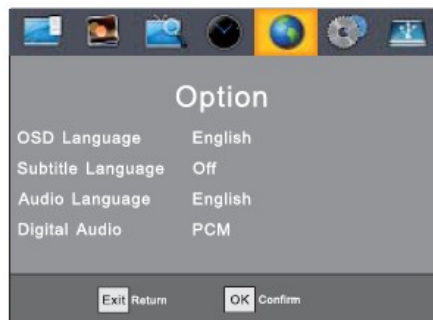 Option
OSD Language English
Subtitle Language Off
Audio Language English
Digital Audio PCM
Exit Return OK Confirm